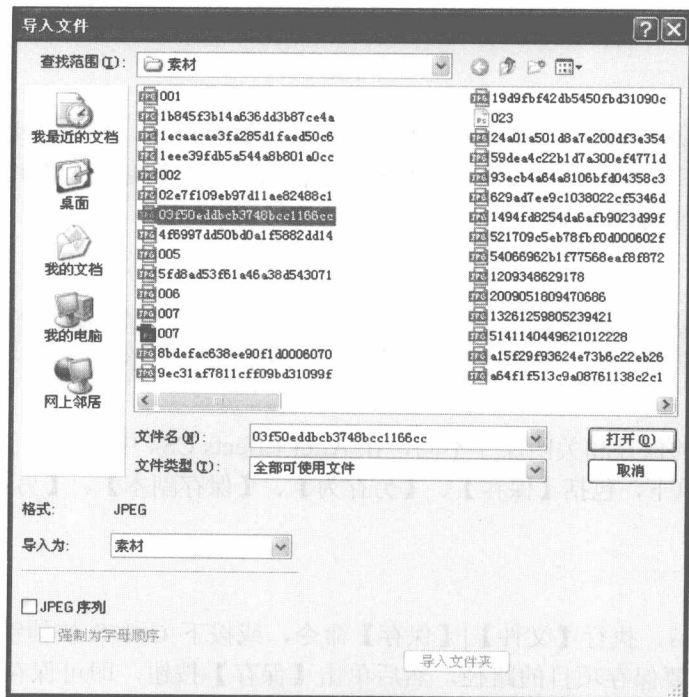 导入文件
查找范围(I):
素材
我最近的文档
桌面
我的文档
我的电脑
网上邻居
001
1b845f3b14a636dd3b87ce4a
1ecaacae3fa285d1faed50c6
1eee39fdb5a544a8b801a0cc
002
02e7f109eb97d11ae82488c1
03f50eddbcb3748bcc1166cc
4f6997dd50bd0a1f5882dd14
005
5fd8ad53f61a46a38d543071
006
007
007
8bdefac638ee90f1d0006070
9ec31af7811cff09bd31099f
19d9fbf42db5450fbd31090c
023
24a01a501d8a7e200df3e354
59dea4c22b1d7a300ef4771d
93ecb4a64a8106bfd04358c3
629ad7ee9c1038022cf5346d
1494fd8254da6afb9023d99f
521709c5eb78fbf0d000602f
54066962b1f77568eaf8f872
1209348629178
2009051809470686
13261259805239421
5141140449621012228
a15f29f93624e73b6c22eb26
a64f1f513c9a08761138c2c1
文件名(N):
03f50eddbcb3748bcc1166cc
打开(O)
文件类型(T):
全部可使用文件
取消
格式:
JPEG
导入为:
素材
JPEG 序列
强制为字母顺序
导入文件夹